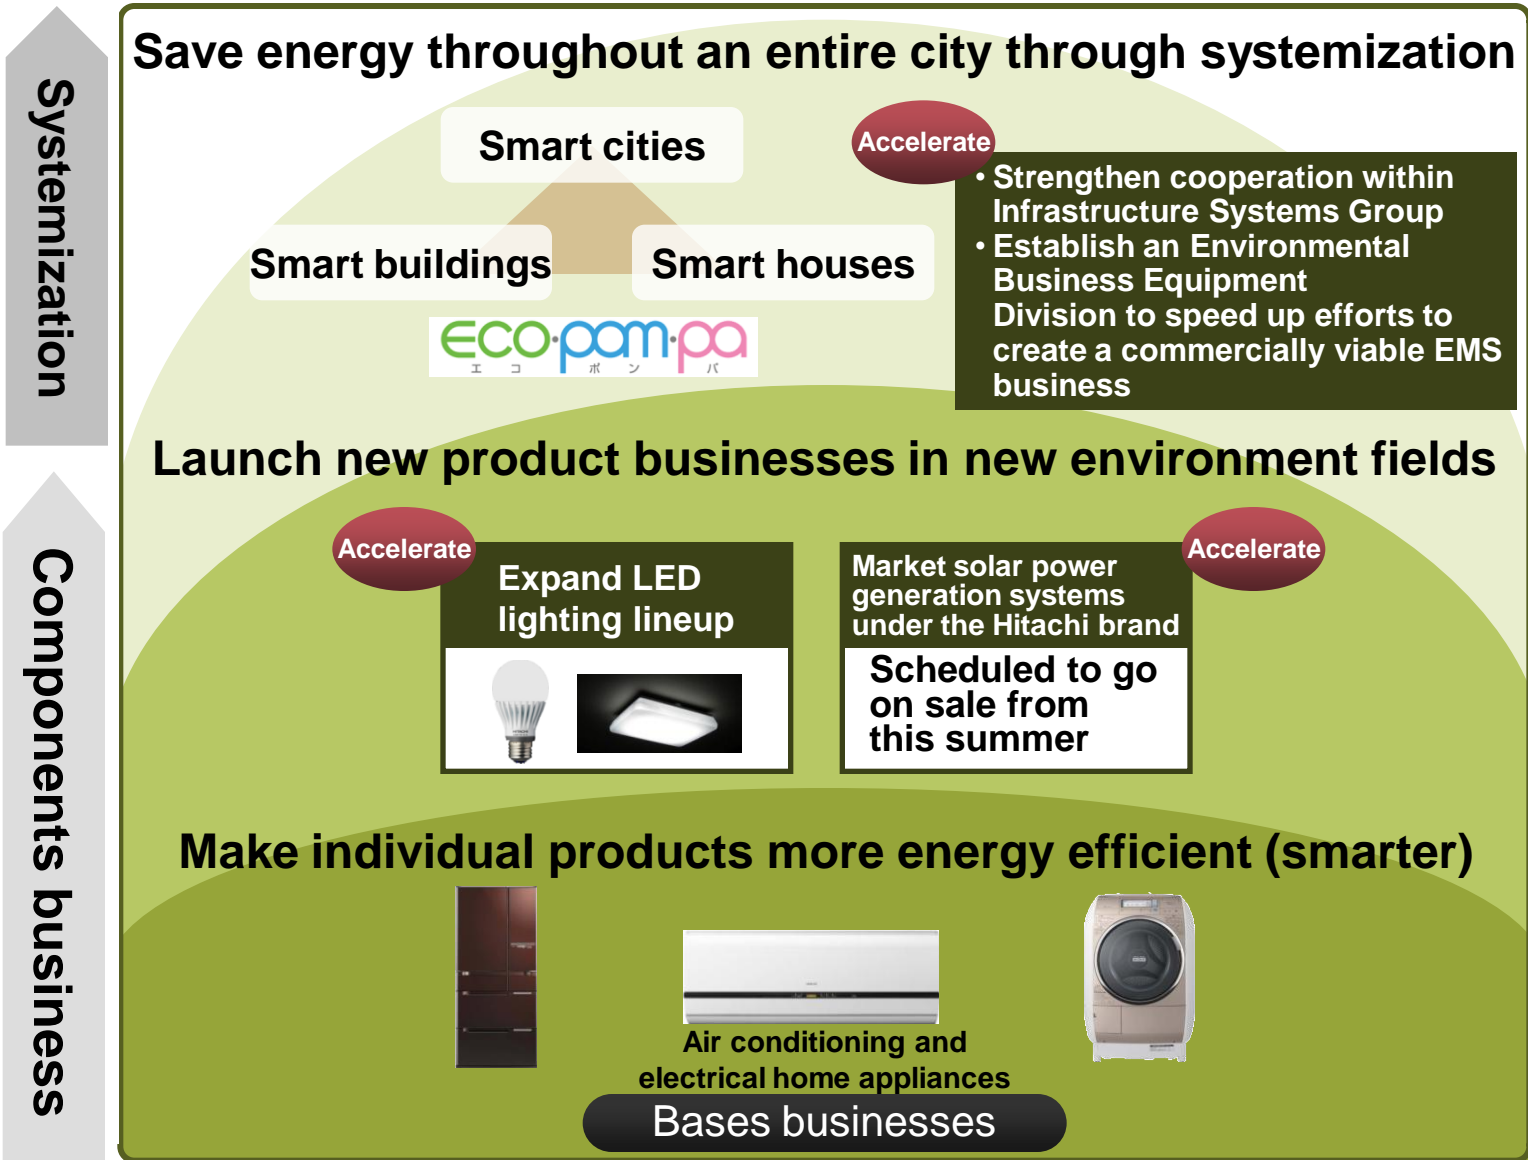 Systemization
Save energy throughout an entire city through systemization
Smart cities
Smart buildings
Smart houses
ECO・pam・pa
エコ ポン パ
Accelerate
・Strengthen cooperation within
Infrastructure Systems Group
・Establish an Environmental
Business Equipment
Division to speed up efforts to
create a commercially viable EMS
business
Components business
Launch new product businesses in new environment fields
Accelerate
Expand LED
lighting lineup
Accelerate
Market solar power
generation systems
under the Hitachi brand
Scheduled to go
on sale from
this summer
Make individual products more energy efficient (smarter)
Air conditioning and
electrical home appliances
Bases businesses